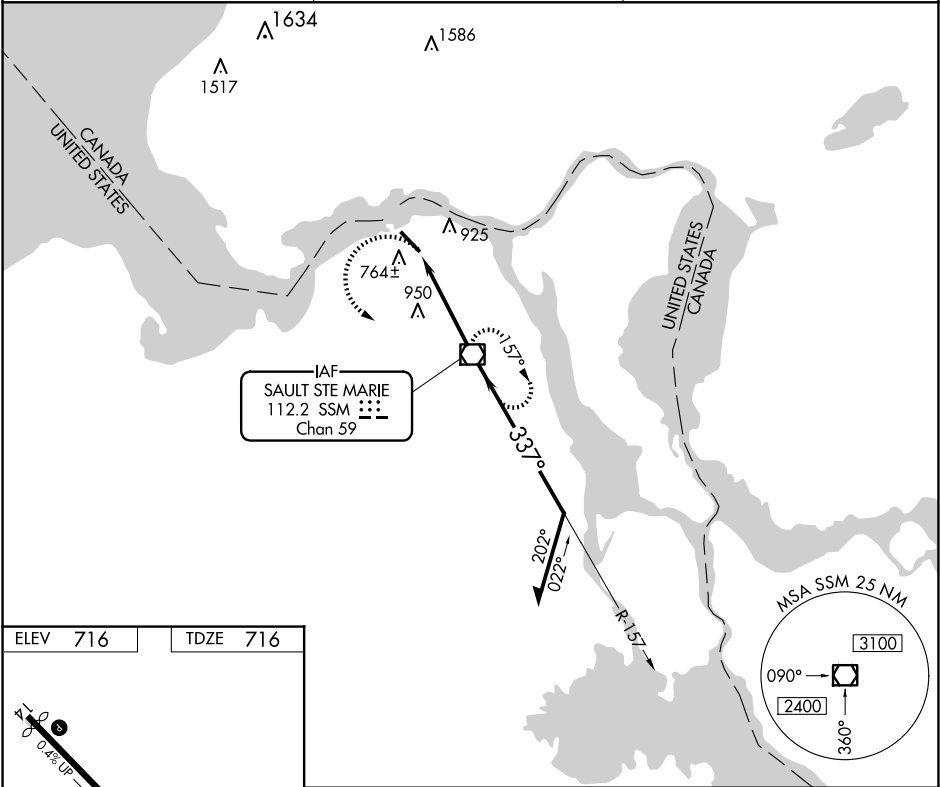 1634
1586
1517
CANADA
UNITED STATES
925
764±
950
UNITED STATES
CANADA
157°
IAF
SAULT STE MARIE
112.2 SSM
Chan 59
337°
202°
022°
R-157
MSA SSM 25 NM
3100
090°
2400
360°
ELEV 716
TDZE 716
14
P
0.4% UP